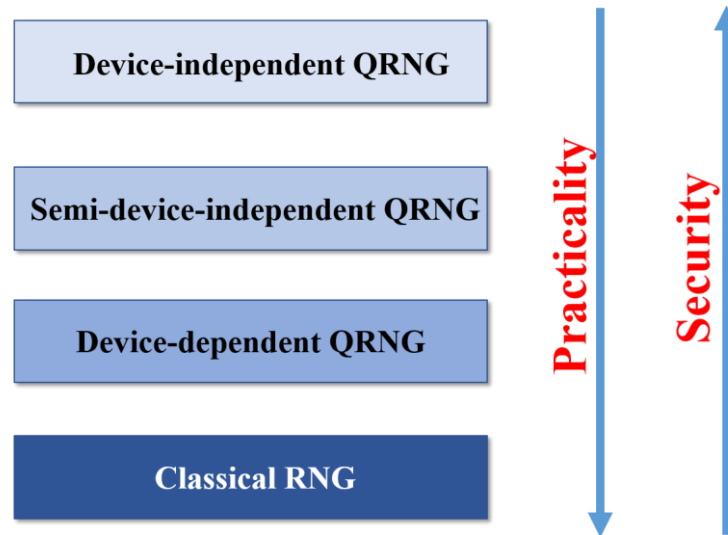 Device-independent QRNG
Semi-device-independent QRNG
Device-dependent QRNG
Classical RNG
Practicality
Security